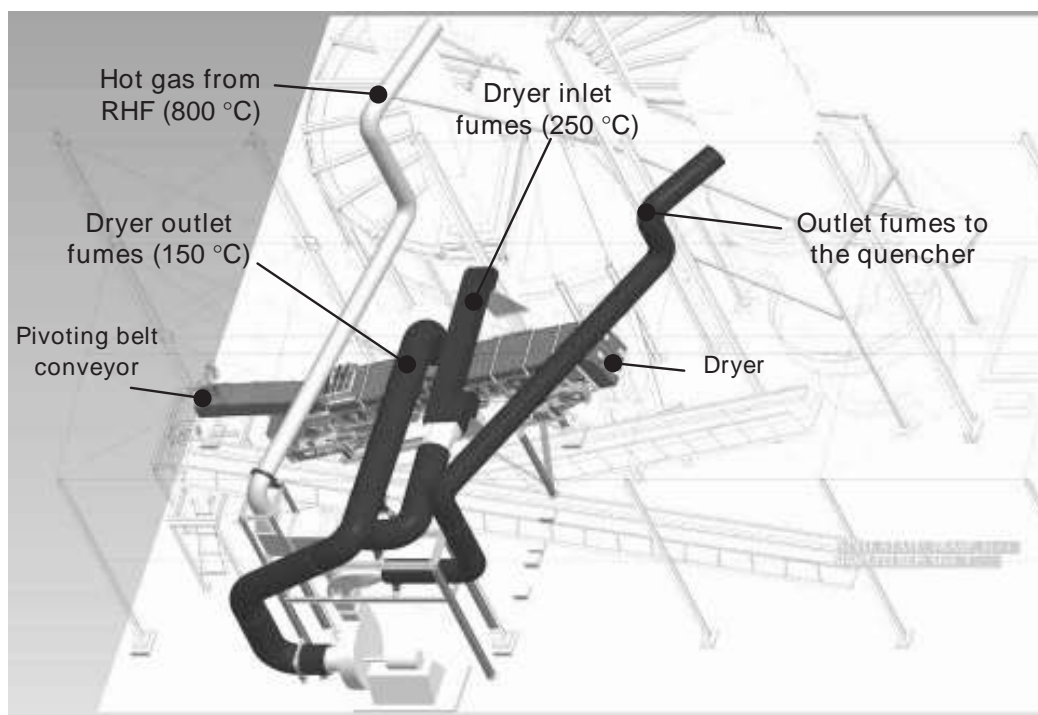 Hot gas from
RHF (800 °C)
Dryer inlet
fumes (250 °C)
Dryer outlet
fumes (150 °C)
Outlet fumes to
the quencher
Pivoting belt
conveyor
Dryer